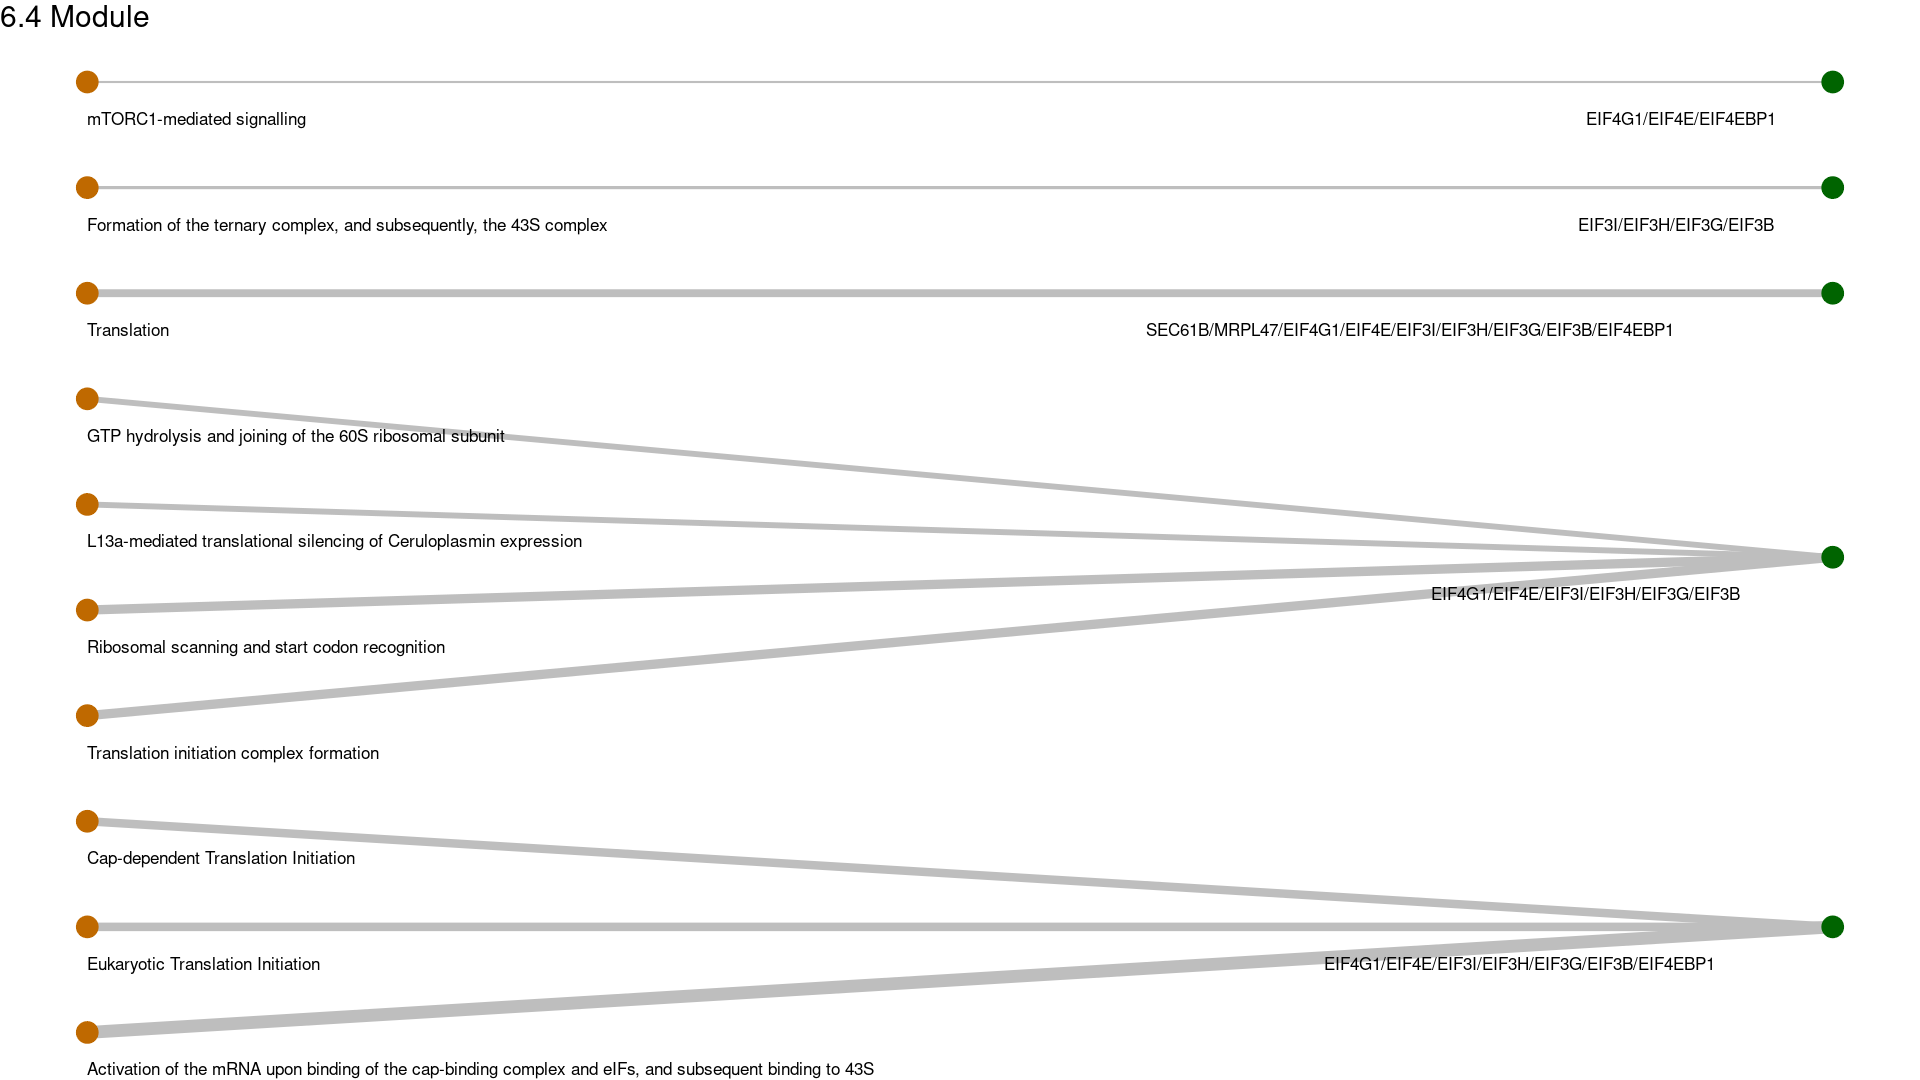 6.4 Module
mTORC1-mediated signalling
EIF4G1/EIF4E/EIF4EBP1
Formation of the ternary complex, and subsequently, the 43S complex
EIF3I/EIF3H/EIF3G/EIF3B
Translation
SEC61B/MRPL47/EIF4G1/EIF4E/EIF3I/EIF3H/EIF3G/EIF3B/EIF4EBP1
GTP hydrolysis and joining of the 60S ribosomal subunit
L13a-mediated translational silencing of Ceruloplasmin expression
EIF4G1/EIF4E/EIF3I/EIF3H/EIF3G/EIF3B
Ribosomal scanning and start codon recognition
Translation initiation complex formation
Cap-dependent Translation Initiation
Eukaryotic Translation Initiation
EIF4G1/EIF4E/EIF3I/EIF3H/EIF3G/EIF3B/EIF4EBP1
Activation of the mRNA upon binding of the cap-binding complex and eIFs, and subsequent binding to 43S